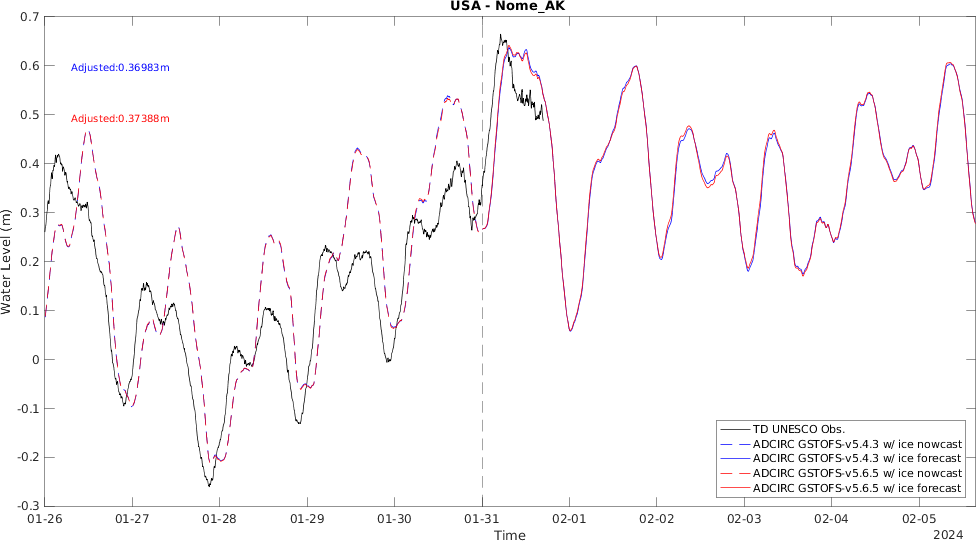 USA - Nome_AK
0.7
0.6
0.5
0.4
0.3
0.2
0.1
0
-0.1
-0.2
-0.3
Water Level (m)
Adjusted:0.36983m
Adjusted:0.37388m
TD UNESCO Obs.
ADCIRC GSTOFS-v5.4.3 w/ ice nowcast
ADCIRC GSTOFS-v5.4.3 w/ ice forecast
ADCIRC GSTOFS-v5.6.5 w/ ice nowcast
ADCIRC GSTOFS-v5.6.5 w/ ice forecast
01-26 01-27 01-28 01-29 01-30 01-31 02-01 02-02 02-03 02-04 02-05
Time
2024